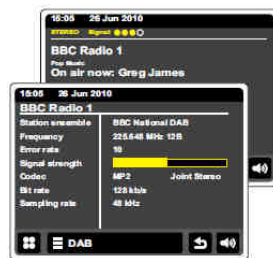 15:05 26 Jun 2010
STEREO Signal
BBC Radio 1
Pop Music
On air now: Greg James
15:05 26 Jun 2010
BBC Radio 1
Station ensemble BBC National DAB
Frequency 225.648 MHz 12B
Error rate 10
Signal strength
Codec MP2 Joint Stereo
Bit rate 128 kb/s
Sampling rate 48 kHz
DAB